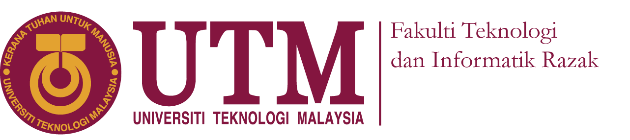 KERANA TUHAN UNTUK MANUSIA
UNIVERSITI TEKNOLOGI MALAYSIA
UTM
UNIVERSITI TEKNOLOGI MALAYSIA
Fakulti Teknologi
dan Informatik Razak